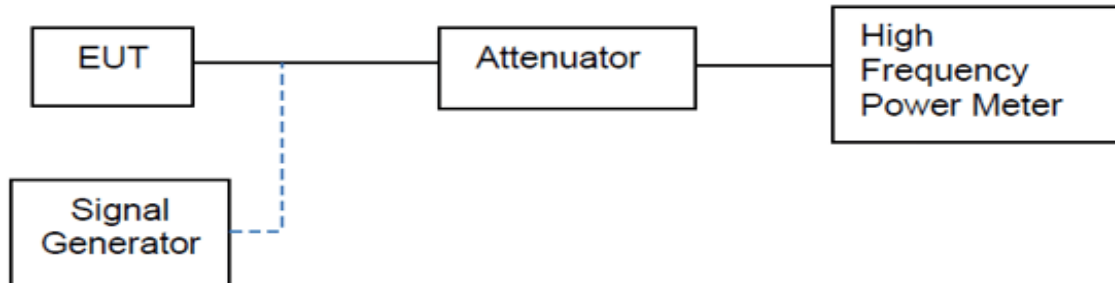 EUT
Attenuator
High
Frequency
Power Meter
Signal
Generator